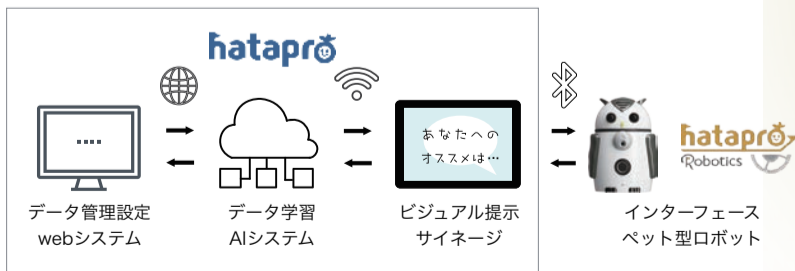 hatapro
あなたへの
オススメは…
hatapro
Robotics
データ管理設定
webシステム
データ学習
AIシステム
ビジュアル提示
サイネージ
インターフェース
ペット型ロボット